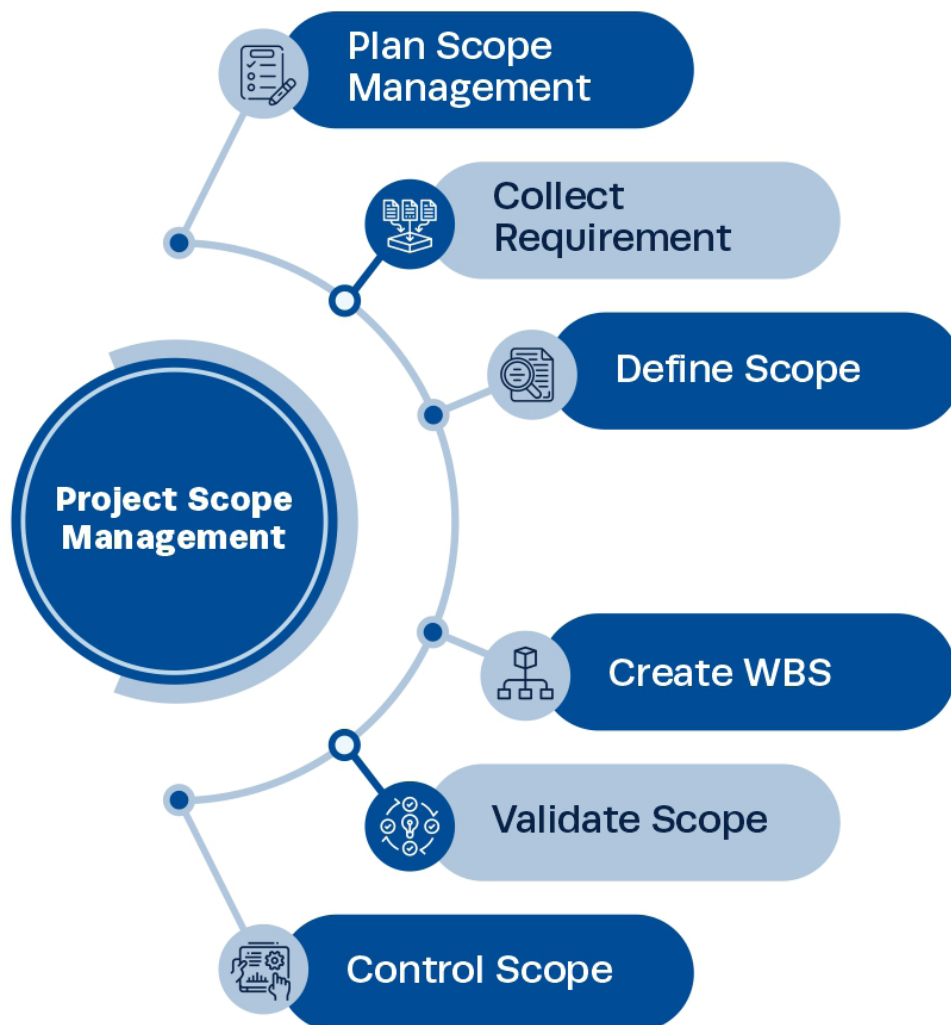 Plan Scope
Management
Collect
Requirement
Define Scope
Project Scope
Management
Create WBS
Validate Scope
Control Scope